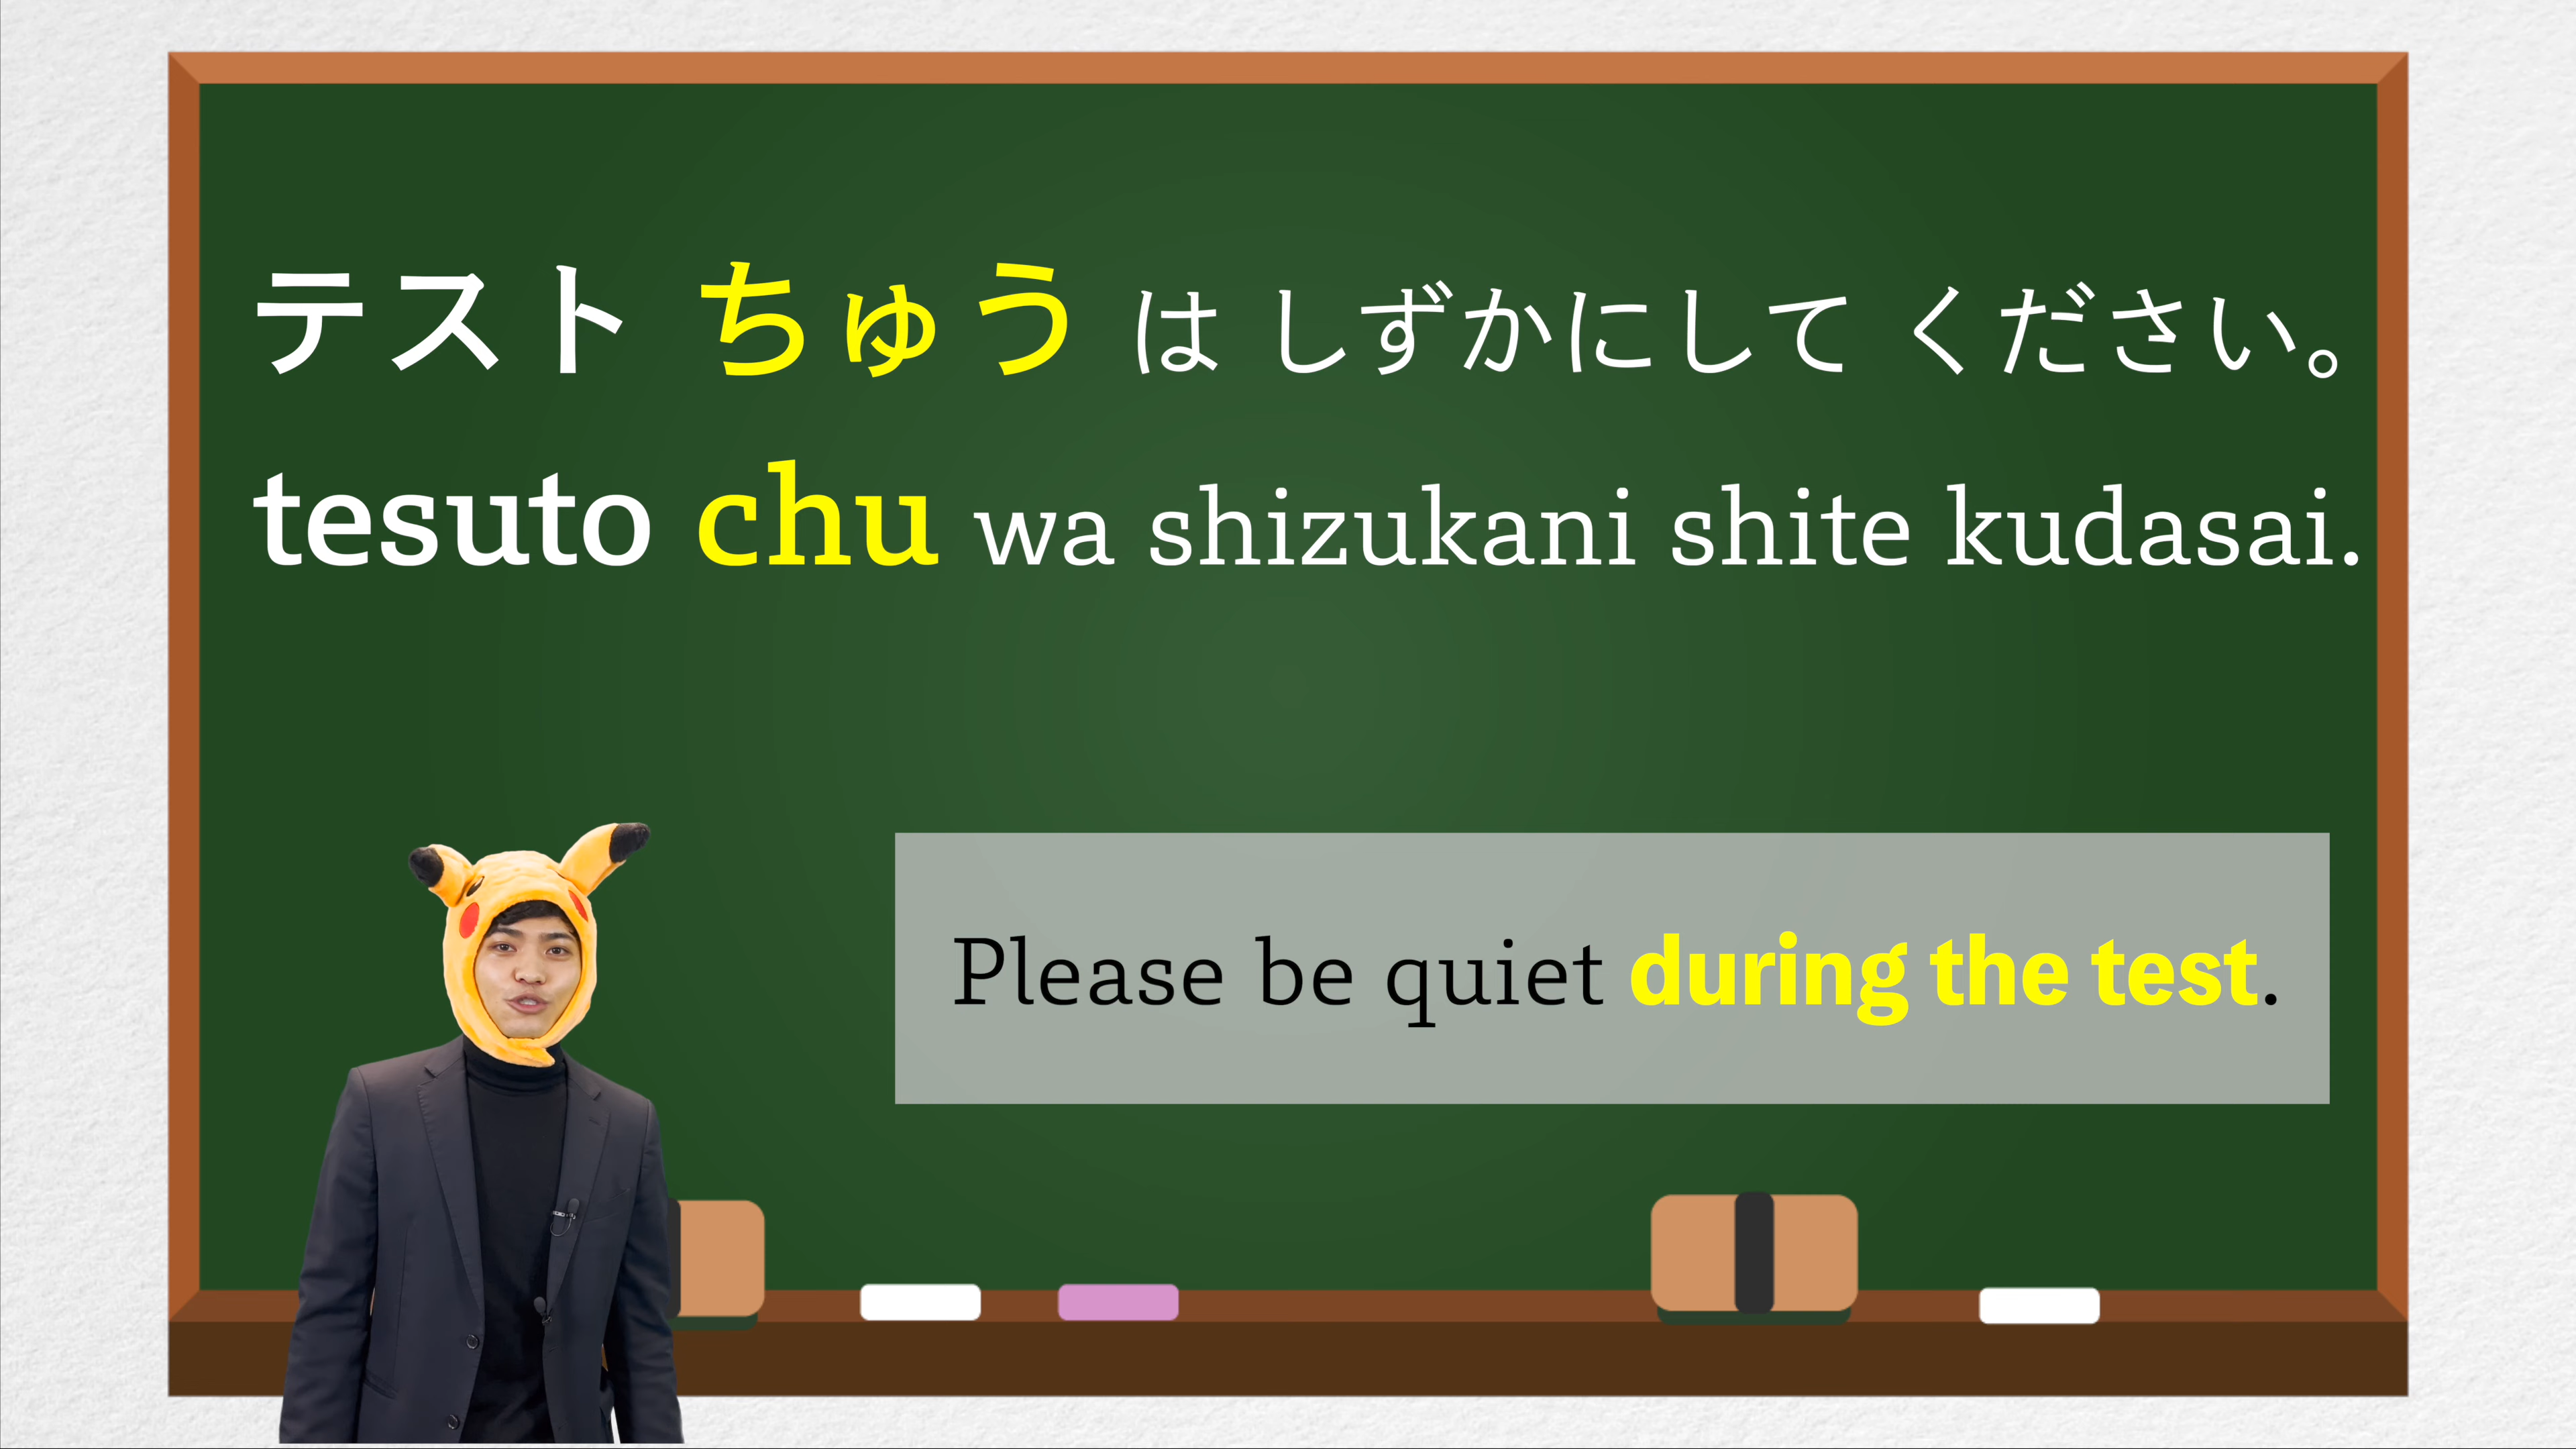 テスト ちゅう は しずかにして ください。
tesuto chu wa shizukani shite kudasai.
Please be quiet during the test.